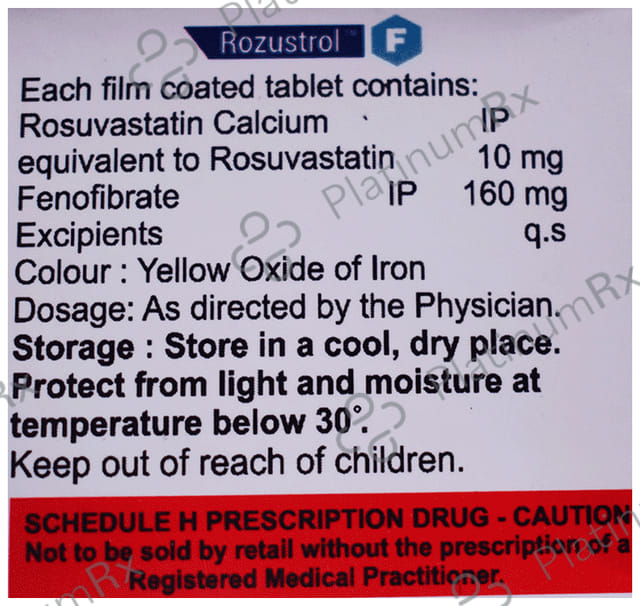 Rozustrol™ F
Each film coated tablet contains:
Rosuvastatin Calcium IP
equivalent to Rosuvastatin 10 mg
Fenofibrate IP 160 mg
Excipients q.s
Colour : Yellow Oxide of Iron
Dosage: As directed by the Physician.
Storage : Store in a cool, dry place.
Protect from light and moisture at
temperature below 30°.
Keep out of reach of children.
SCHEDULE H PRESCRIPTION DRUG - CAUTION
Not to be sold by retail without the prescription of a
Registered Medical Practitioner.
PlatinumRx
PlatinumRx